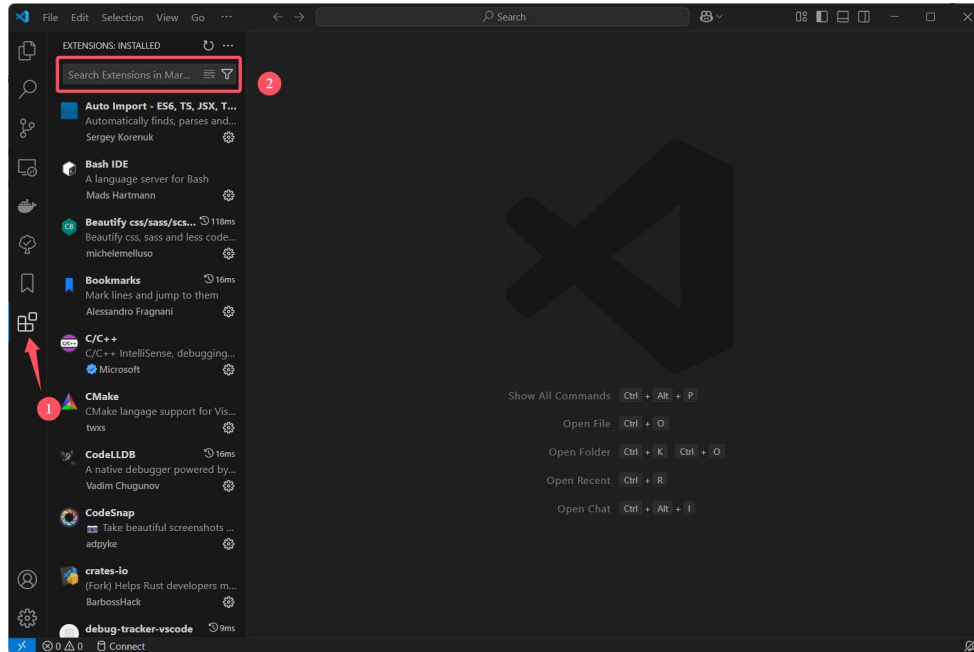 File Edit Selection View Go ···
Search
EXTENSIONS: INSTALLED
Search Extensions in Mar...
2
Auto Import - ES6, TS, JSX, T...
Automatically finds, parses and...
Sergey Korenuk
Bash IDE
A language server for Bash
Mads Hartmann
CB
Beautify css/sass/scs... 118ms
Beautify css, sass and less code...
michelemelluso
Bookmarks 16ms
Mark lines and jump to them
Alessandro Fragnani
C/C++
C/C++
C/C++ IntelliSense, debugging...
Microsoft
1
CMake
CMake langage support for Vis...
twxs
CodeLLDB 16ms
A native debugger powered by...
Vadim Chugunov
CodeSnap
Take beautiful screenshots ...
adpyke
crates-io
(Fork) Helps Rust developers m...
BarbossHack
debug-tracker-vscode 9ms
Show All Commands Ctrl + Alt + P
Open File Ctrl + O
Open Folder Ctrl + K Ctrl + O
Open Recent Ctrl + R
Open Chat Ctrl + Alt + I
0 0 Connect